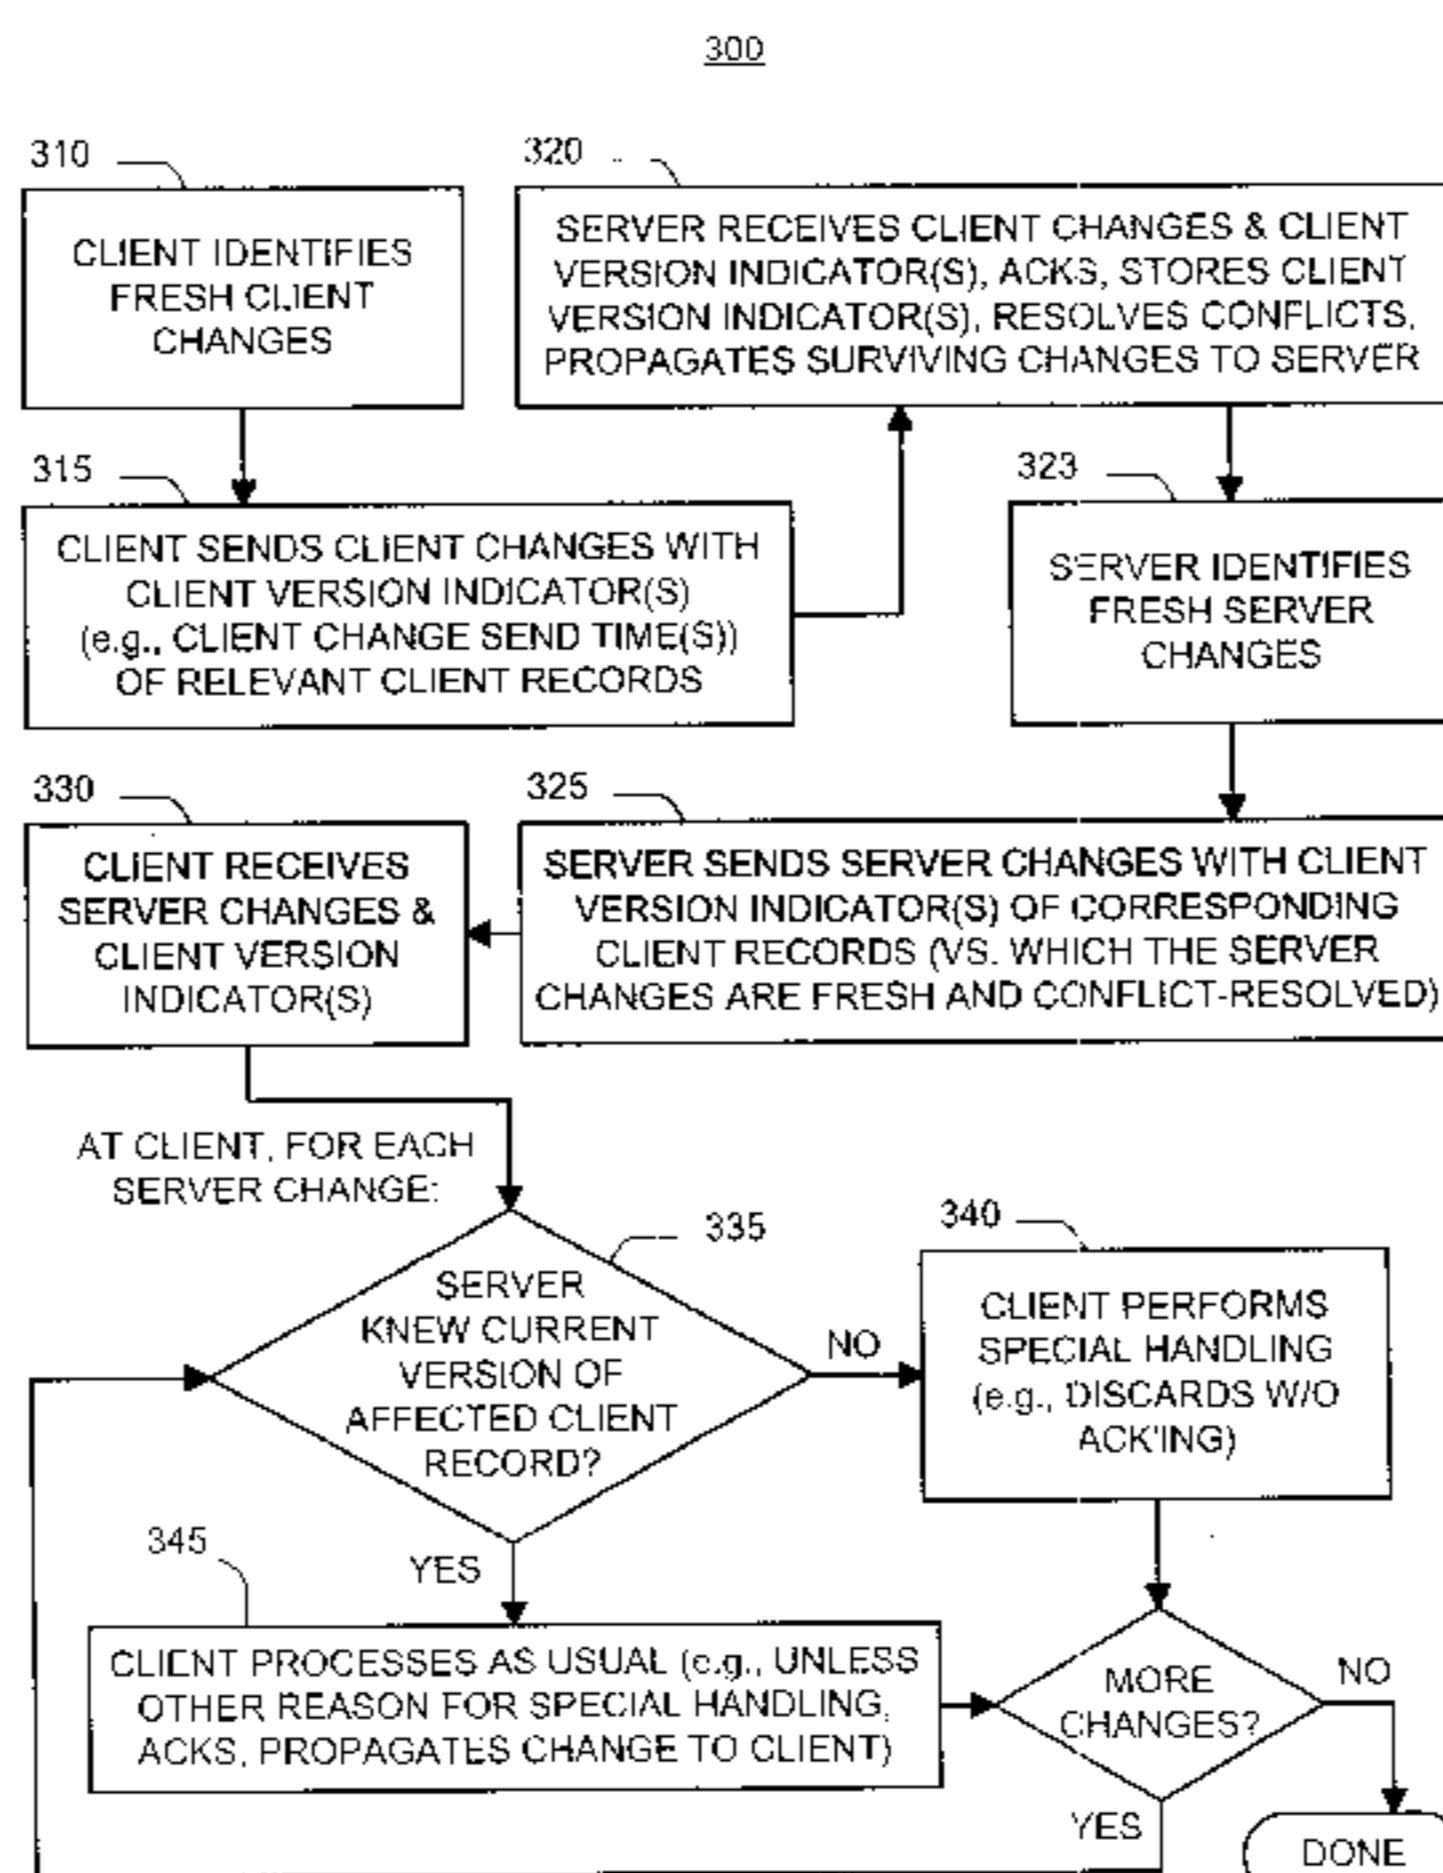 300
310
CLIENT IDENTIFIES
FRESH CLIENT
CHANGES
320
SERVER RECEIVES CLIENT CHANGES & CLIENT
VERSION INDICATOR(S), ACKS, STORES CLIENT
VERSION INDICATOR(S), RESOLVES CONFLICTS,
PROPAGATES SURVIVING CHANGES TO SERVER
315
CLIENT SENDS CLIENT CHANGES WITH
CLIENT VERSION INDICATOR(S)
(e.g., CLIENT CHANGE SEND TIME(S))
OF RELEVANT CLIENT RECORDS
323
SERVER IDENTIFIES
FRESH SERVER
CHANGES
330
CLIENT RECEIVES
SERVER CHANGES &
CLIENT VERSION
INDICATOR(S)
325
SERVER SENDS SERVER CHANGES WITH CLIENT
VERSION INDICATOR(S) OF CORRESPONDING
CLIENT RECORDS (VS. WHICH THE SERVER
CHANGES ARE FRESH AND CONFLICT-RESOLVED)
AT CLIENT, FOR EACH
SERVER CHANGE:
335
SERVER
KNEW CURRENT
VERSION OF
AFFECTED CLIENT
RECORD?
NO
340
CLIENT PERFORMS
SPECIAL HANDLING
(e.g., DISCARDS W/O
ACK'ING)
YES
345
CLIENT PROCESSES AS USUAL (e.g., UNLESS
OTHER REASON FOR SPECIAL HANDLING,
ACKS, PROPAGATES CHANGE TO CLIENT)
MORE
CHANGES?
NO
YES
DONE